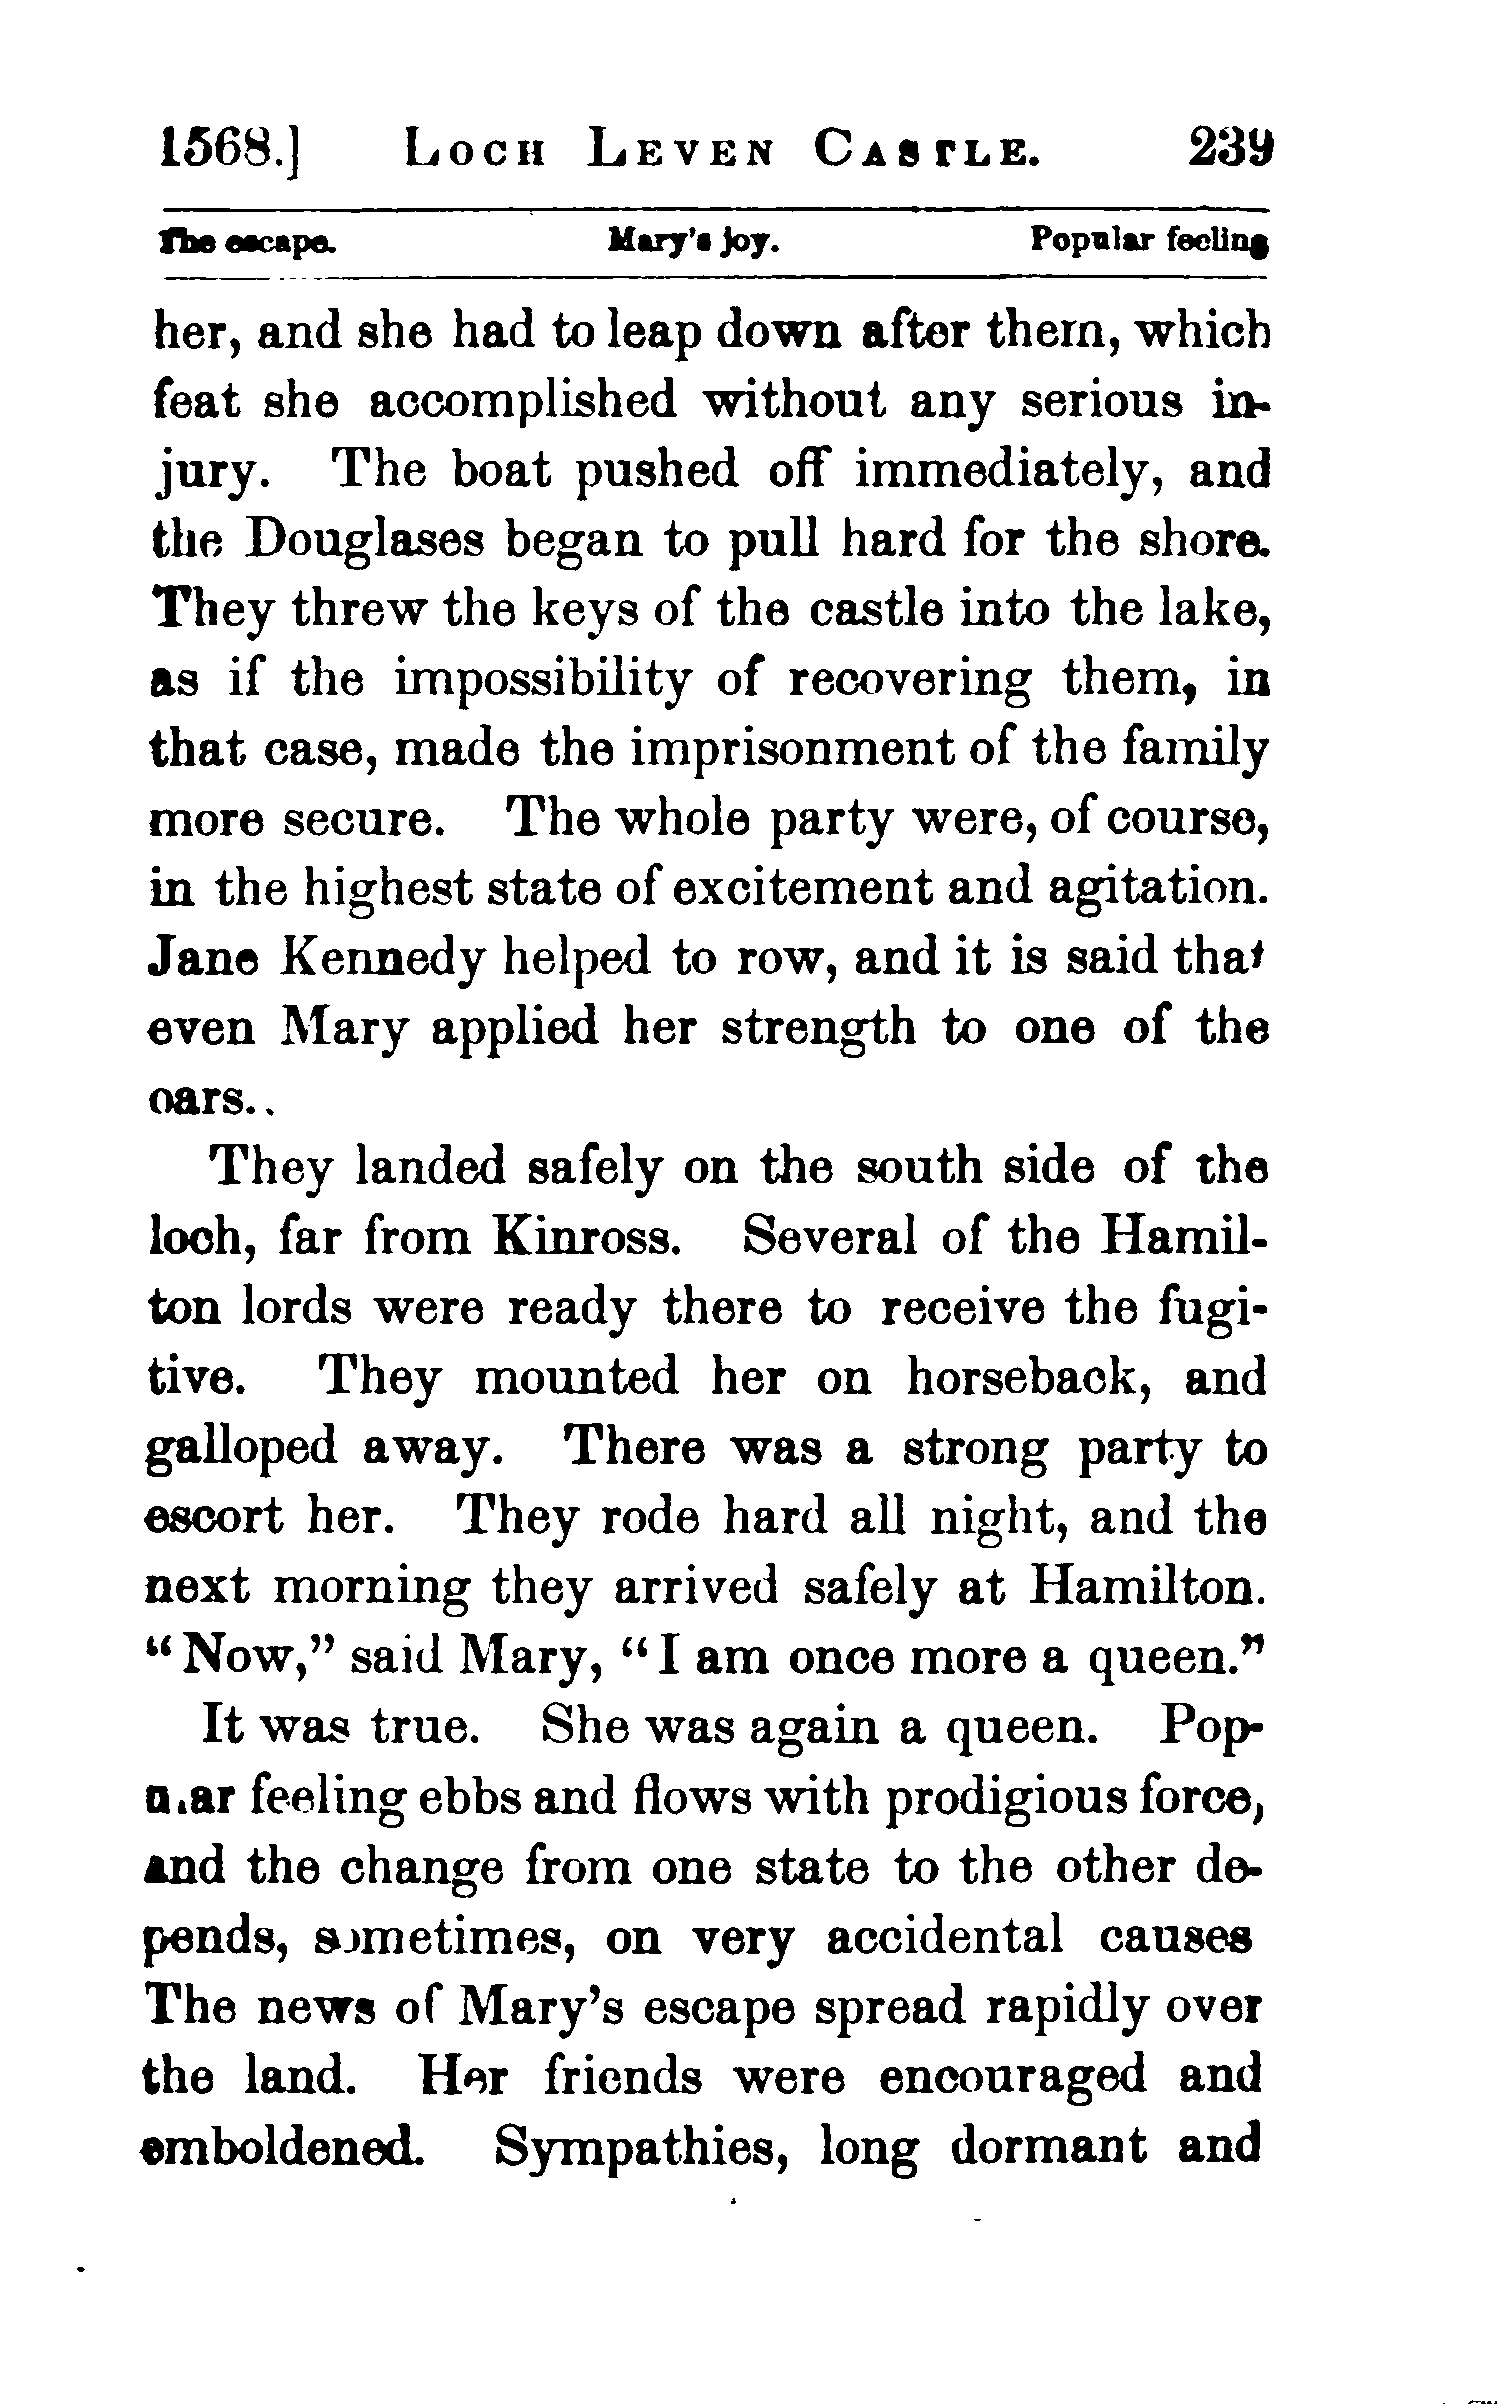 1568.] LOCH LEVEN CASTLE. 239
The escape. Mary's joy. Popular feeling
her, and she had to leap down after them, which
feat she accomplished without any serious in-
jury. The boat pushed off immediately, and
the Douglases began to pull hard for the shore.
They threw the keys of the castle into the lake,
as if the impossibility of recovering them, in
that case, made the imprisonment of the family
more secure. The whole party were, of course,
in the highest state of excitement and agitation.
Jane Kennedy helped to row, and it is said that
even Mary applied her strength to one of the
oars..
They landed safely on the south side of the
loch, far from Kinross. Several of the Hamil-
ton lords were ready there to receive the fugi-
tive. They mounted her on horseback, and
galloped away. There was a strong party to
escort her. They rode hard all night, and the
next morning they arrived safely at Hamilton.
"Now," said Mary, "I am once more a queen."
It was true. She was again a queen. Pop-
ular feeling ebbs and flows with prodigious force,
and the change from one state to the other de-
pends, sometimes, on very accidental causes
The news of Mary's escape spread rapidly over
the land. Her friends were encouraged and
emboldened. Sympathies, long dormant and